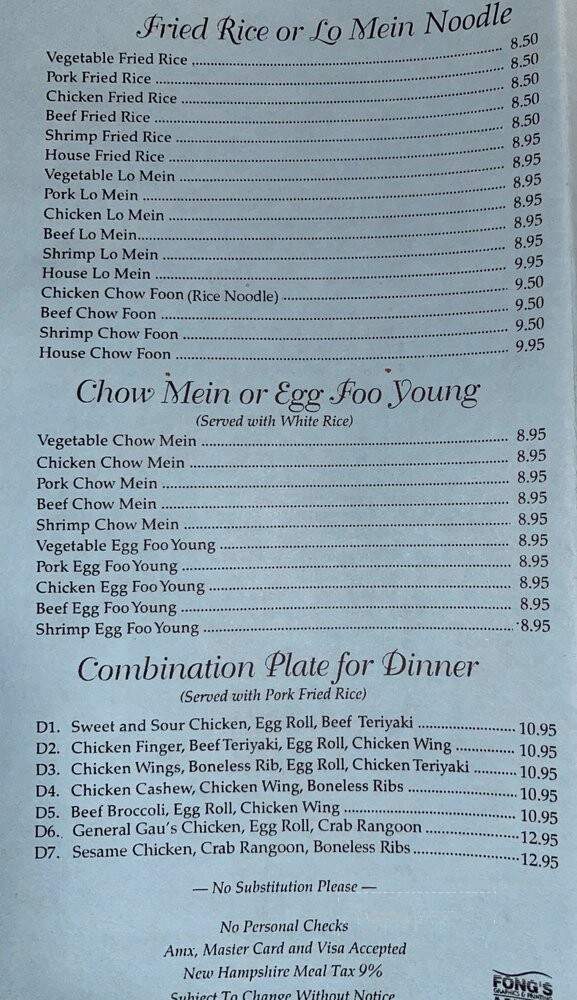 Fried Rice or Lo Mein Noodle
Vegetable Fried Rice ........ 8.50
Pork Fried Rice ........ 8.50
Chicken Fried Rice ........ 8.50
Beef Fried Rice ........ 8.50
Shrimp Fried Rice ........ 8.50
House Fried Rice ........ 8.95
Vegetable Lo Mein ........ 8.95
Pork Lo Mein ........ 8.95
Chicken Lo Mein ........ 8.95
Beef Lo Mein ........ 8.95
Shrimp Lo Mein ........ 8.95
House Lo Mein ........ 9.95
Chicken Chow Foon (Rice Noodle) ........ 9.50
Beef Chow Foon ........ 9.50
Shrimp Chow Foon ........ 9.50
House Chow Foon ........ 9.95
Chow Mein or Egg Foo Young
(Served with White Rice)
Vegetable Chow Mein ........ 8.95
Chicken Chow Mein ........ 8.95
Pork Chow Mein ........ 8.95
Beef Chow Mein ........ 8.95
Shrimp Chow Mein ........ 8.95
Vegetable Egg Foo Young ........ 8.95
Pork Egg Foo Young ........ 8.95
Chicken Egg Foo Young ........ 8.95
Beef Egg Foo Young ........ 8.95
Shrimp Egg Foo Young ........ 8.95
Combination Plate for Dinner
(Served with Pork Fried Rice)
D1. Sweet and Sour Chicken, Egg Roll, Beef Teriyaki ........ 10.95
D2. Chicken Finger, Beef Teriyaki, Egg Roll, Chicken Wing ........ 10.95
D3. Chicken Wings, Boneless Rib, Egg Roll, Chicken Teriyaki ........ 10.95
D4. Chicken Cashew, Chicken Wing, Boneless Ribs ........ 10.95
D5. Beef Broccoli, Egg Roll, Chicken Wing ........ 10.95
D6. General Gau's Chicken, Egg Roll, Crab Rangoon ........ 12.95
D7. Sesame Chicken, Crab Rangoon, Boneless Ribs ........ 12.95
— No Substitution Please —
No Personal Checks
Amx, Master Card and Visa Accepted
New Hampshire Meal Tax 9%
Subject To Change Without Notice
FONG'S
GRAPHICS & PRINTING